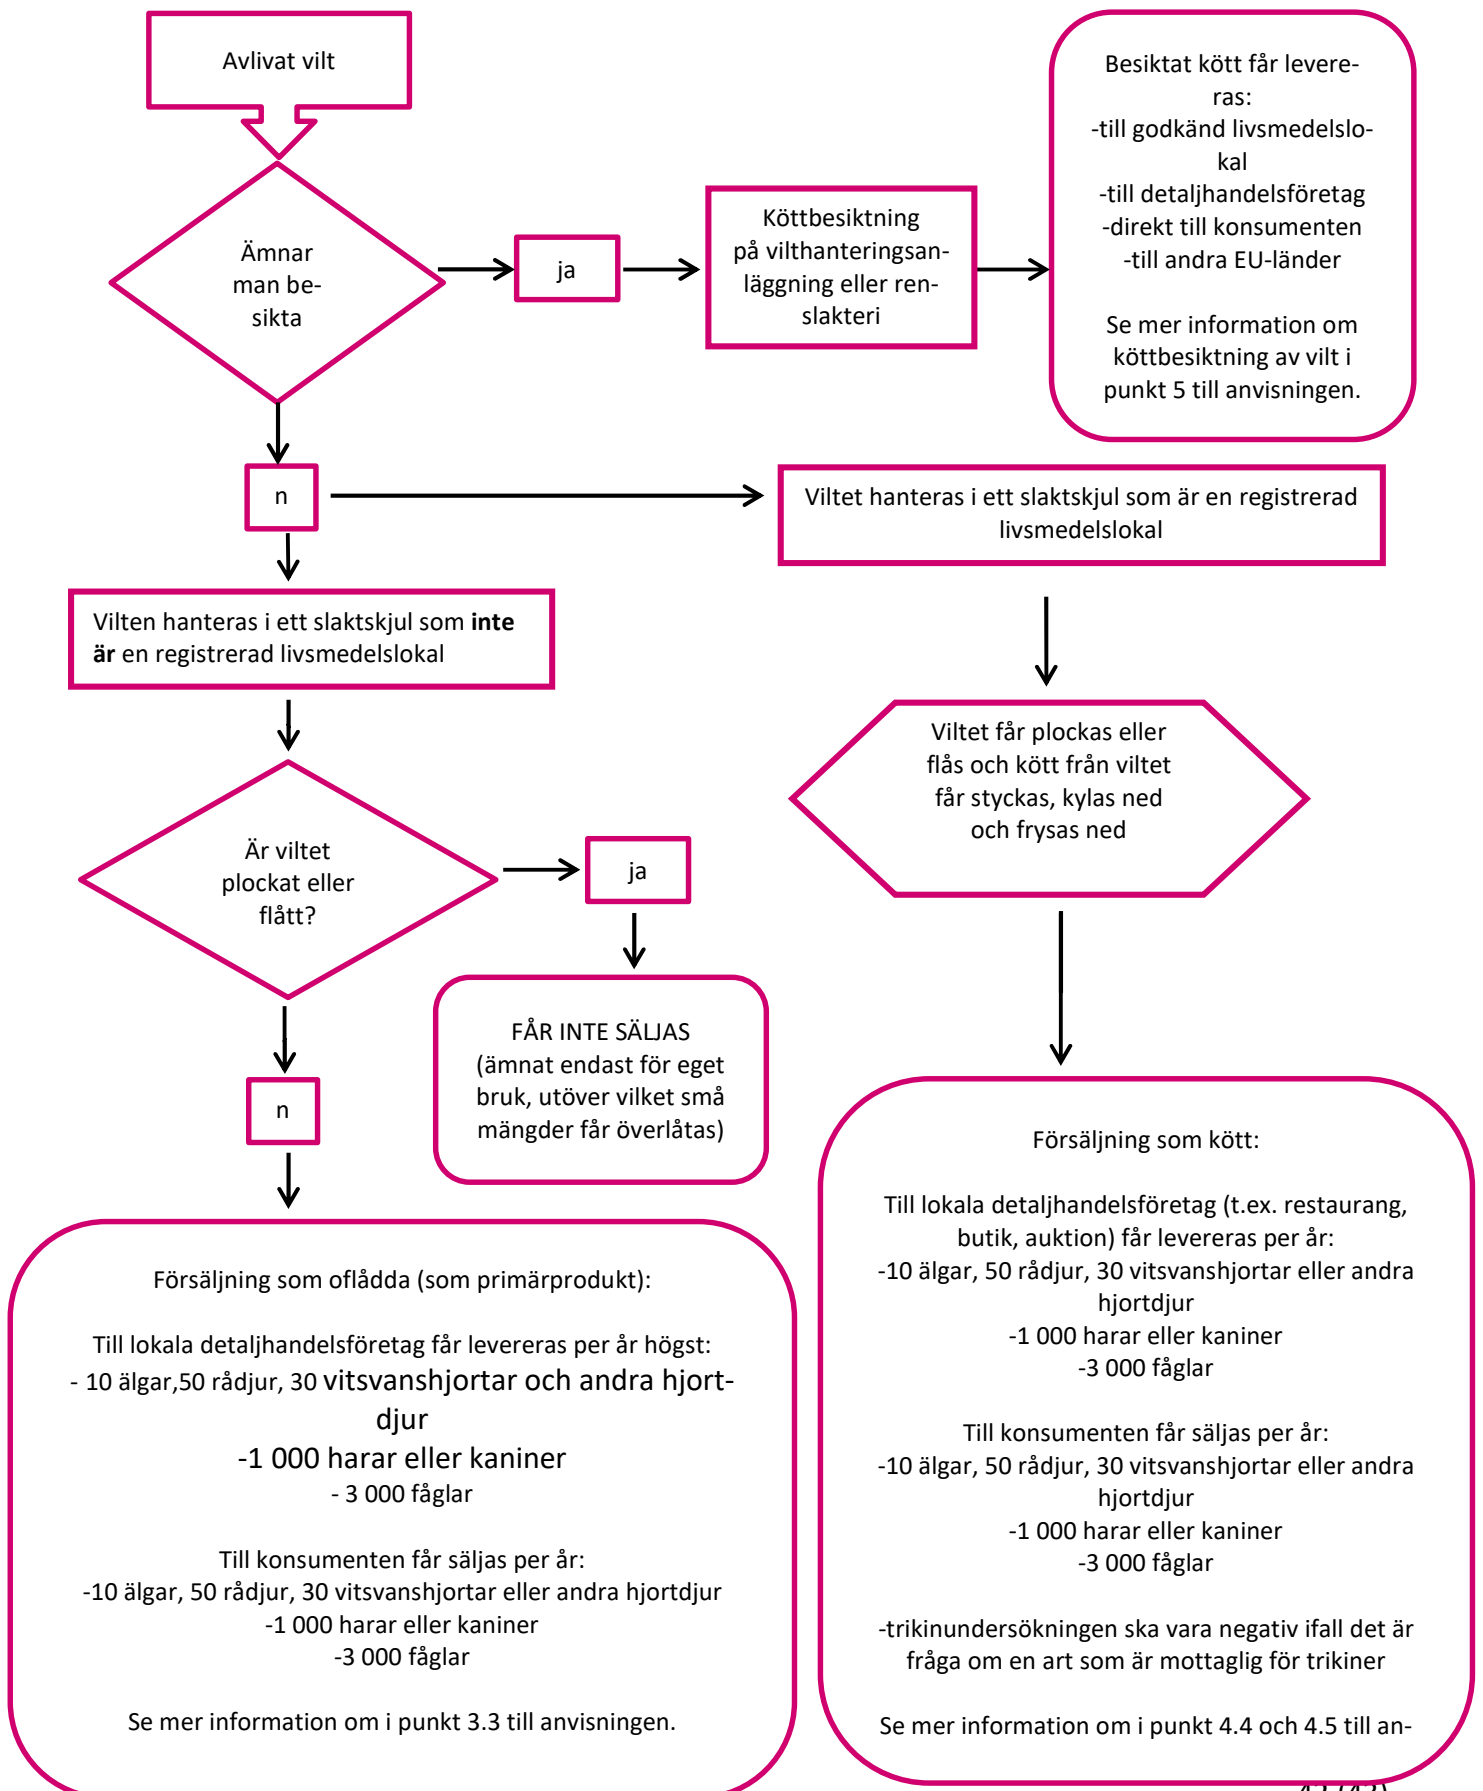 Avlivat vilt
Ämnar
man be-
sikta
ja
Köttbesiktning
på vilthanteringsan-
läggning eller ren-
slakteri
Besiktat kött får levere-
ras:
-till godkänd livsmedelslo-
kal
-till detaljhandelsföretag
-direkt till konsumenten
-till andra EU-länder
Se mer information om
köttbesiktning av vilt i
punkt 5 till anvisningen.
n
Viltet hanteras i ett slaktskjul som är en registrerad
livsmedelslokal
Vilten hanteras i ett slaktskjul som inte
är en registrerad livsmedelslokal
Viltet får plockas eller
flås och kött från viltet
får styckas, kylas ned
och frysas ned
Är viltet
plockat eller
flått?
ja
FÅR INTE SÄLJAS
(ämnat endast för eget
bruk, utöver vilket små
mängder får överlåtas)
n
Försäljning som oflådda (som primärprodukt):
Till lokala detaljhandelsföretag får levereras per år högst:
- 10 älgar,50 rådjur, 30 vitsvanshjortar och andra hjort-
djur
-1 000 harar eller kaniner
- 3 000 fåglar
Till konsumenten får säljas per år:
-10 älgar, 50 rådjur, 30 vitsvanshjortar eller andra hjortdjur
-1 000 harar eller kaniner
-3 000 fåglar
Se mer information om i punkt 3.3 till anvisningen.
Försäljning som kött:
Till lokala detaljhandelsföretag (t.ex. restaurang,
butik, auktion) får levereras per år:
-10 älgar, 50 rådjur, 30 vitsvanshjortar eller andra
hjortdjur
-1 000 harar eller kaniner
-3 000 fåglar
Till konsumenten får säljas per år:
-10 älgar, 50 rådjur, 30 vitsvanshjortar eller andra
hjortdjur
-1 000 harar eller kaniner
-3 000 fåglar
-trikinundersökningen ska vara negativ ifall det är
fråga om en art som är mottaglig för trikiner
Se mer information om i punkt 4.4 och 4.5 till an-